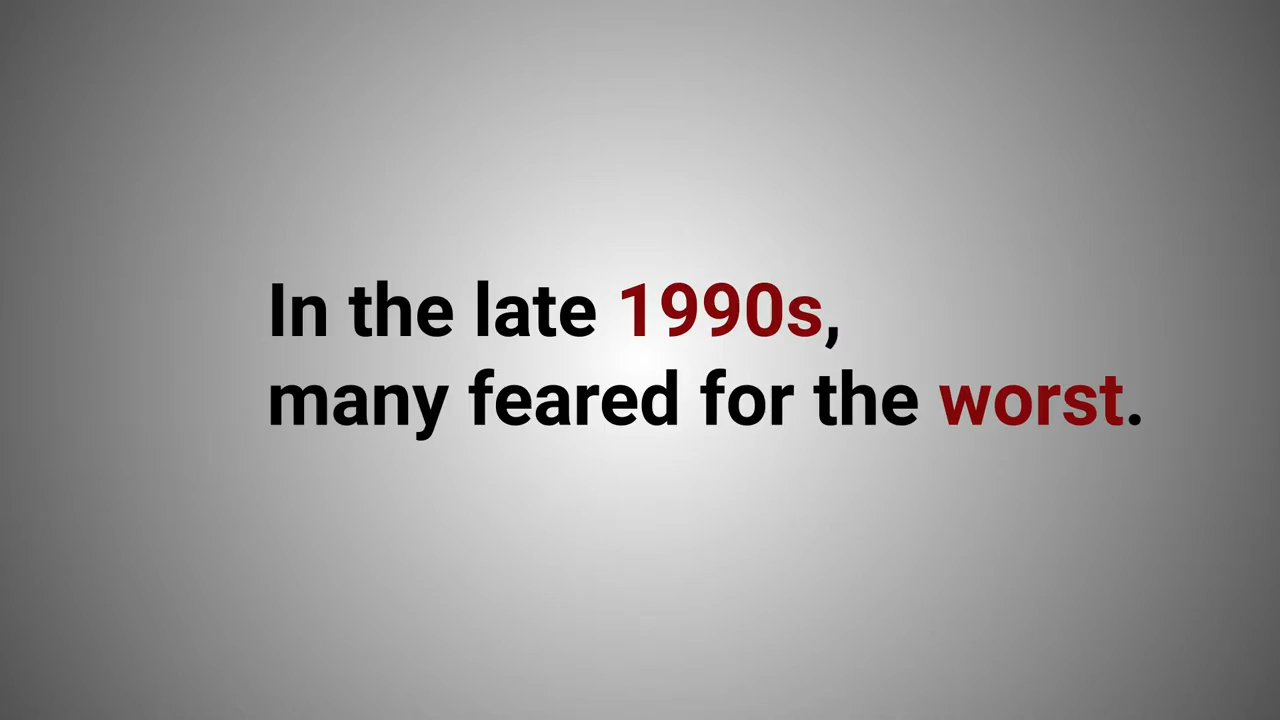 In the late 1990s,
many feared for the worst.